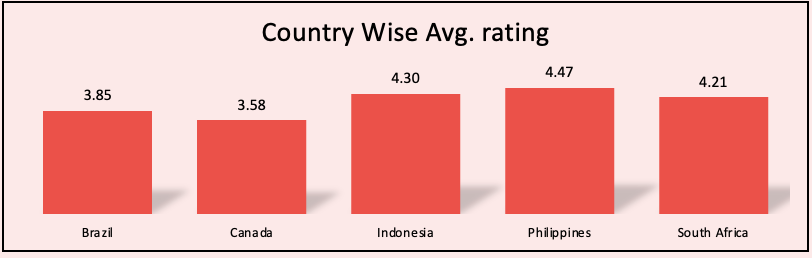 Country Wise Avg. rating
3.85
3.58
4.30
4.47
4.21
Brazil
Canada
Indonesia
Philippines
South Africa